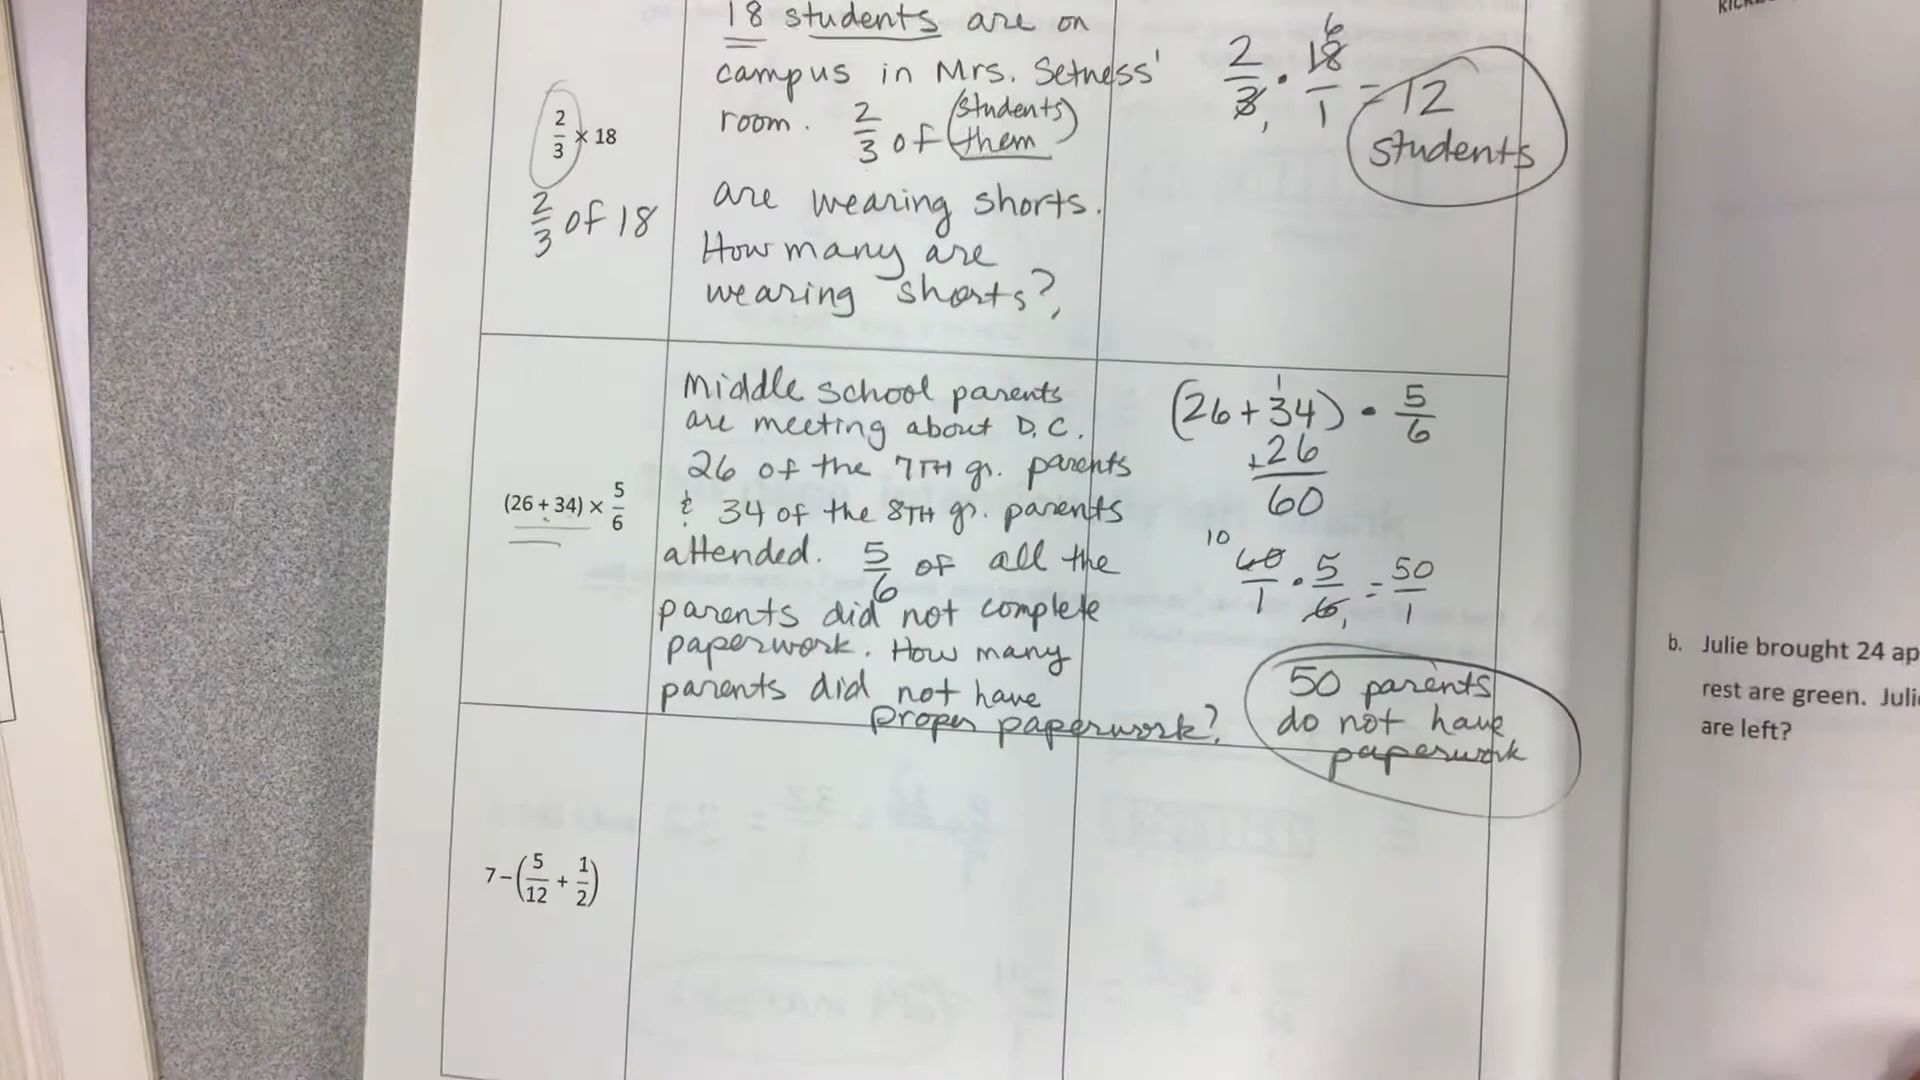 2/3 × 18
2/3 of 18
18 students are on
campus in Mrs. Setness'
room. 2/3 of (students)
them
are wearing shorts.
How many are
wearing shorts?
2/3 · 18/1 = 12
6
1
students
(26 + 34) × 5/6
Middle school parents
are meeting about D.C.
26 of the 7TH gr. parents
& 34 of the 8TH gr. parents
attended. 5/6 of all the
parents did not complete
paperwork. How many
parents did not have
proper paperwork?
1
(26 + 34) · 5/6
+26
60
10
60/1 · 5/6 = 50/1
1
50 parents
do not have
paperwork
7 − (5/12 + 1/2)
b. Julie brought 24 ap
rest are green. Juli
are left?